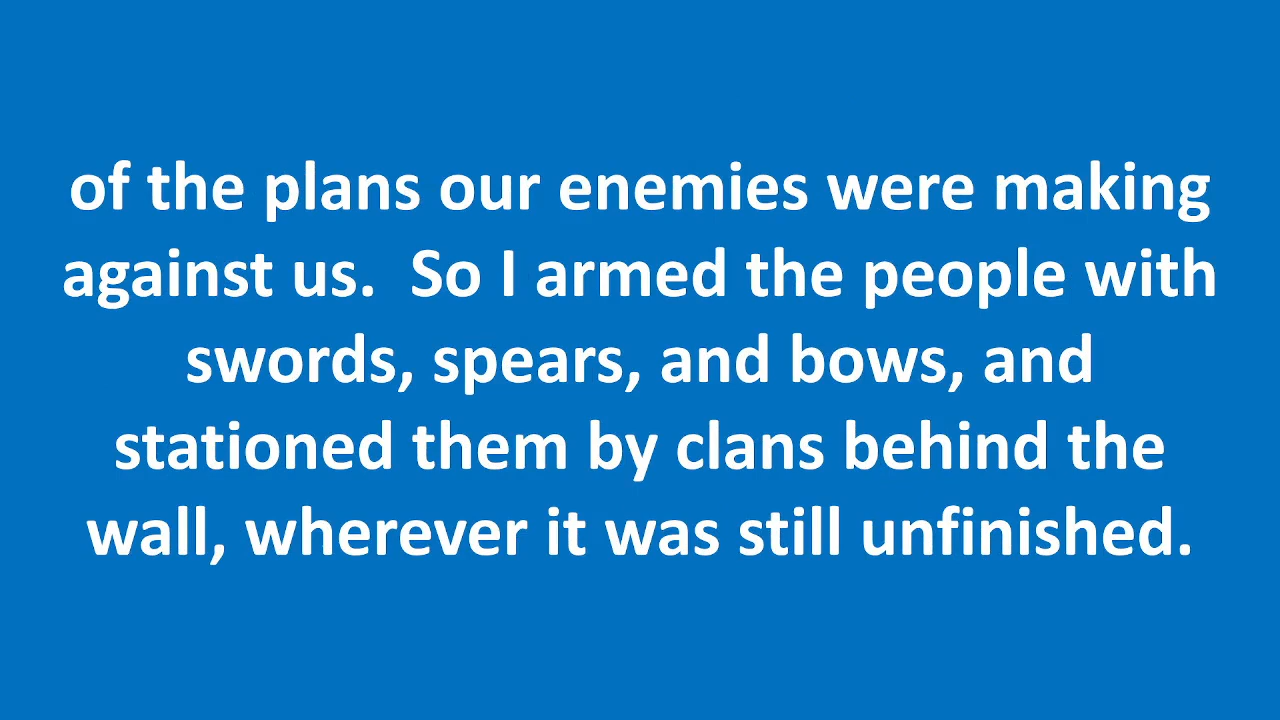 of the plans our enemies were making
against us.  So I armed the people with
swords, spears, and bows, and
stationed them by clans behind the
wall, wherever it was still unfinished.